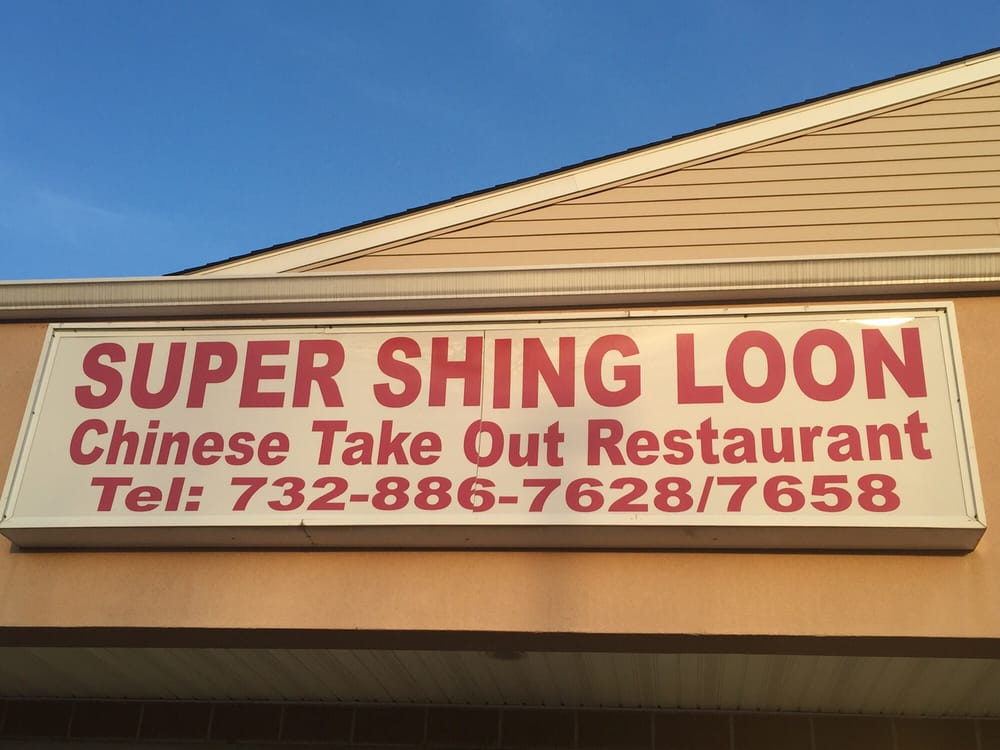 SUPER SHING LOON
Chinese Take Out Restaurant
Tel: 732-886-7628/7658